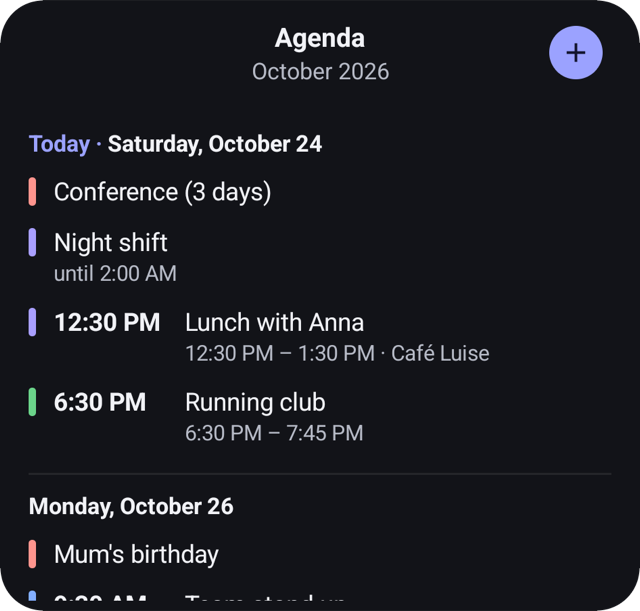 Agenda
October 2026
Today · Saturday, October 24
Conference (3 days)
Night shift
until 2:00 AM
12:30 PM Lunch with Anna
12:30 PM – 1:30 PM · Café Luise
6:30 PM Running club
6:30 PM – 7:45 PM
Monday, October 26
Mum's birthday